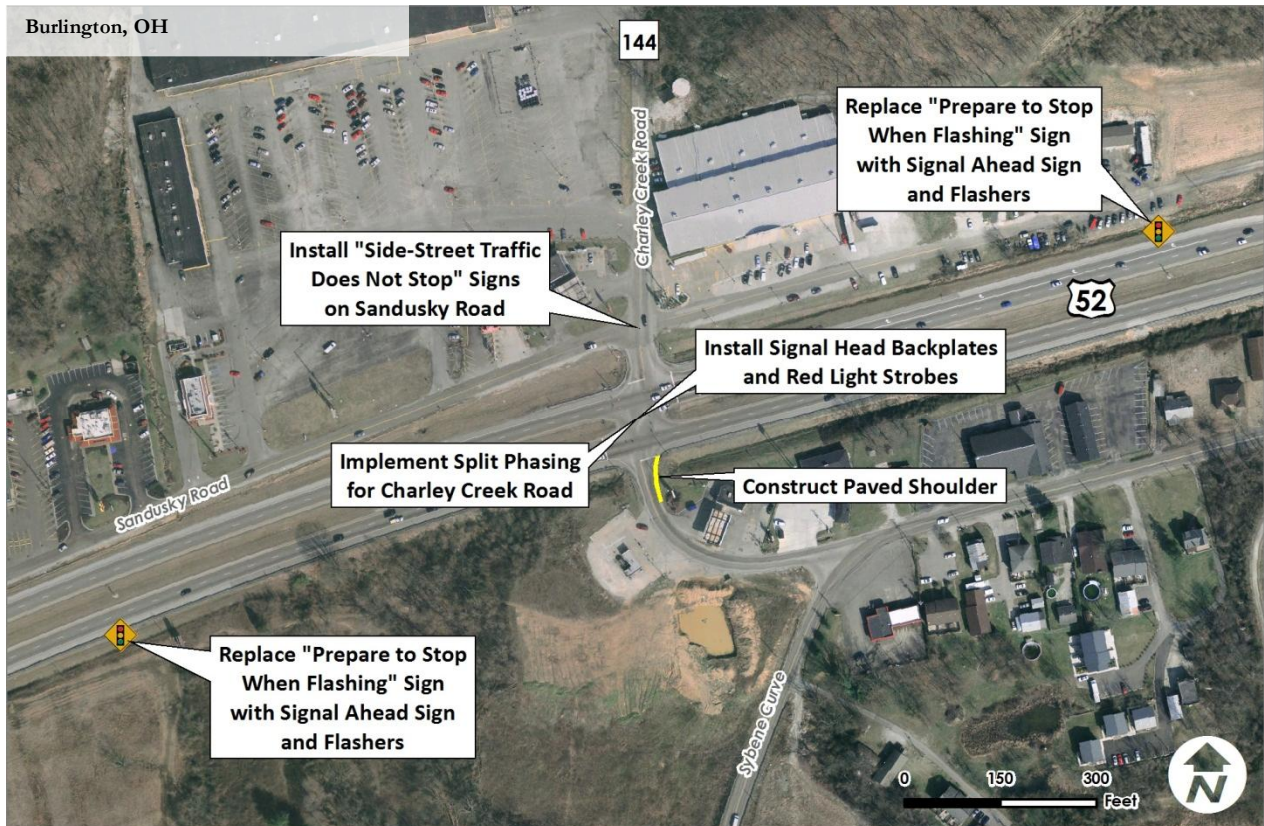 Burlington, OH
144
Charley Creek Road
Replace "Prepare to Stop
When Flashing" Sign
with Signal Ahead Sign
and Flashers
Install "Side-Street Traffic
Does Not Stop" Signs
on Sandusky Road
52
Install Signal Head Backplates
and Red Light Strobes
Implement Split Phasing
for Charley Creek Road
Construct Paved Shoulder
Sandusky Road
Replace "Prepare to Stop
When Flashing" Sign
with Signal Ahead Sign
and Flashers
Sybene Curve
0 150 300
Feet
N